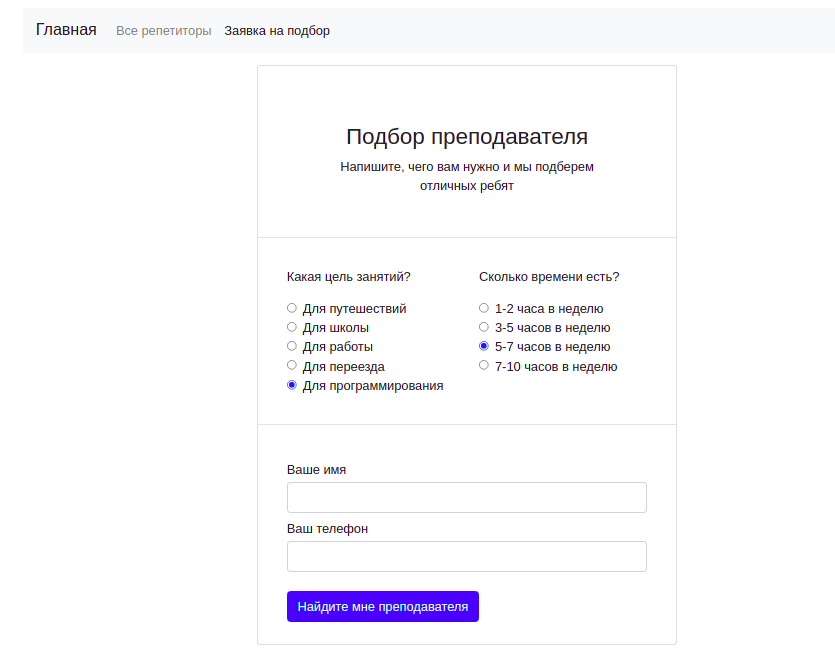 Главная Все репетиторы Заявка на подбор
Подбор преподавателя
Напишите, чего вам нужно и мы подберем
отличных ребят
Какая цель занятий?
Для путешествий
Для школы
Для работы
Для переезда
Для программирования
Сколько времени есть?
1-2 часа в неделю
3-5 часов в неделю
5-7 часов в неделю
7-10 часов в неделю
Ваше имя
Ваш телефон
Найдите мне преподавателя